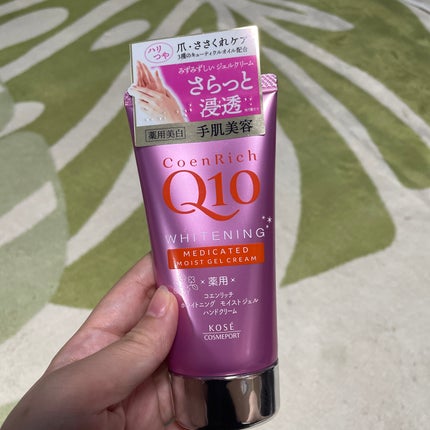 ハリ
つや
爪・ささくれケア
3種のキューティクルオイル配合
みずみずしい ジェルクリーム
さらっと
浸透
薬用美白
手肌美容
CoenRich
Q10
WHITENING
MEDICATED
MOIST GEL CREAM
×薬用×
コエンリッチ
ホワイトニング モイストジェル
ハンドクリーム
KOSÉ
COSMEPORT